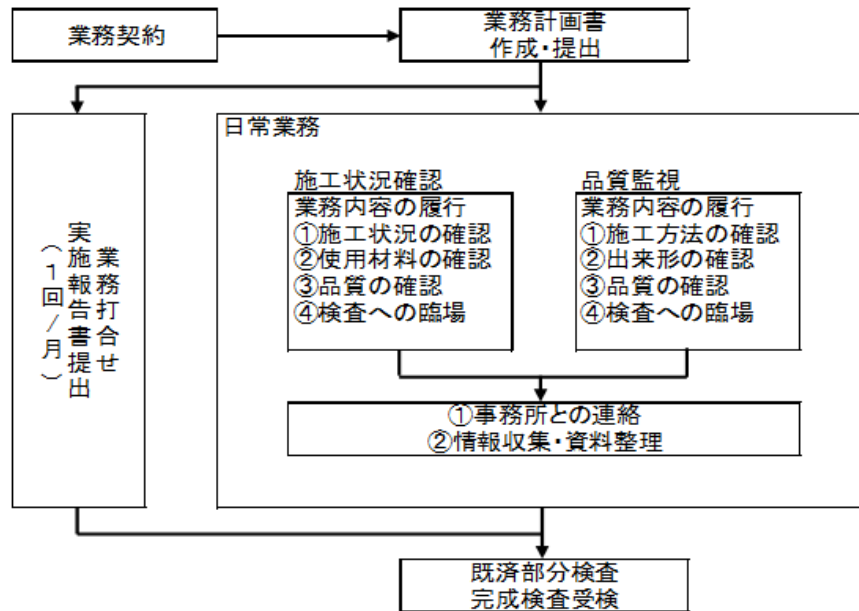 業務契約
業務計画書
作成・提出
業務打合せ
実施報告書提出
（１回/月）
日常業務
施工状況確認
業務内容の履行
①施工状況の確認
②使用材料の確認
③品質の確認
④検査への臨場
品質監視
業務内容の履行
①施工方法の確認
②出来形の確認
③品質の確認
④検査への臨場
①事務所との連絡
②情報収集・資料整理
既済部分検査
完成検査受検